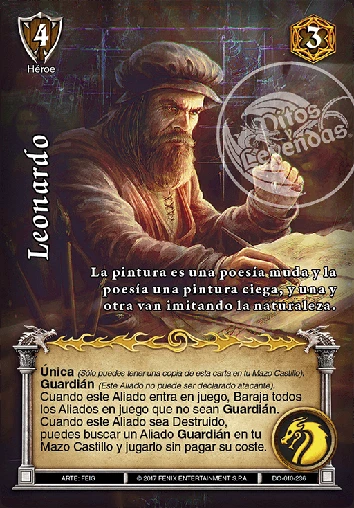 4
3
Héroe
Mitos
y
Leyendas
Leonardo
La pintura es una poesía muda y la
poesía una pintura ciega, y una y
otra van imitando la naturaleza.
Única (Sólo puedes tener una copia de esta carta en tu Mazo Castillo).
Guardián (Este Aliado no puede ser declarado atacante).
Cuando este Aliado entra en juego, Baraja todos
los Aliados en juego que no sean Guardián.
Cuando este Aliado sea Destruido,
puedes buscar un Aliado Guardián en tu
Mazo Castillo y jugarlo sin pagar su coste.
ARTE: FEIG
© 2017 FENIX ENTERTAINMENT S.P.A.
DC-010-236